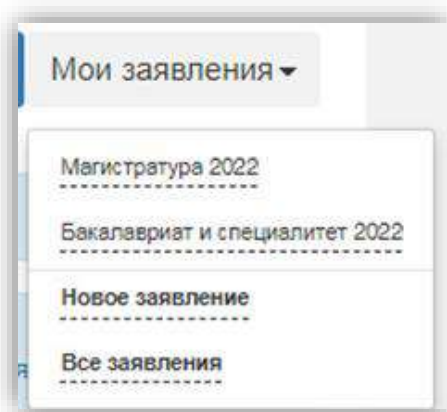 Мои заявления
Магистратура 2022
Бакалавриат и специалитет 2022
Новое заявление
Все заявления